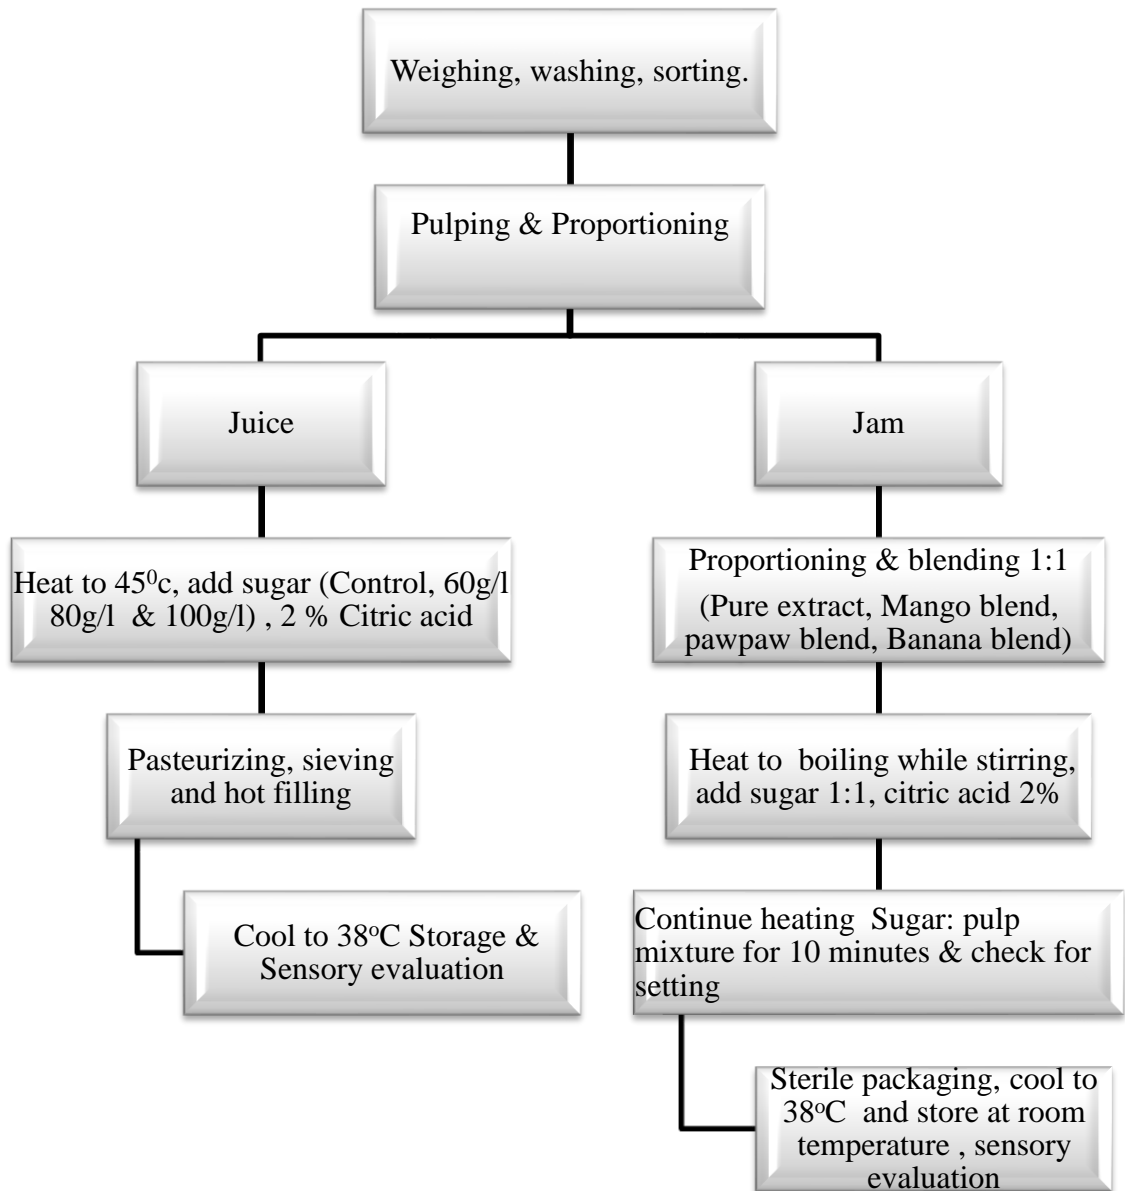 Weighing, washing, sorting.
Pulping & Proportioning
Juice
Jam
Heat to 45⁰c, add sugar (Control, 60g/l
80g/l & 100g/l) , 2 % Citric acid
Proportioning & blending 1:1
(Pure extract, Mango blend,
pawpaw blend, Banana blend)
Pasteurizing, sieving
and hot filling
Heat to boiling while stirring,
add sugar 1:1, citric acid 2%
Cool to 38ºC Storage &
Sensory evaluation
Continue heating Sugar: pulp
mixture for 10 minutes & check for
setting
Sterile packaging, cool to
38ºC and store at room
temperature , sensory
evaluation